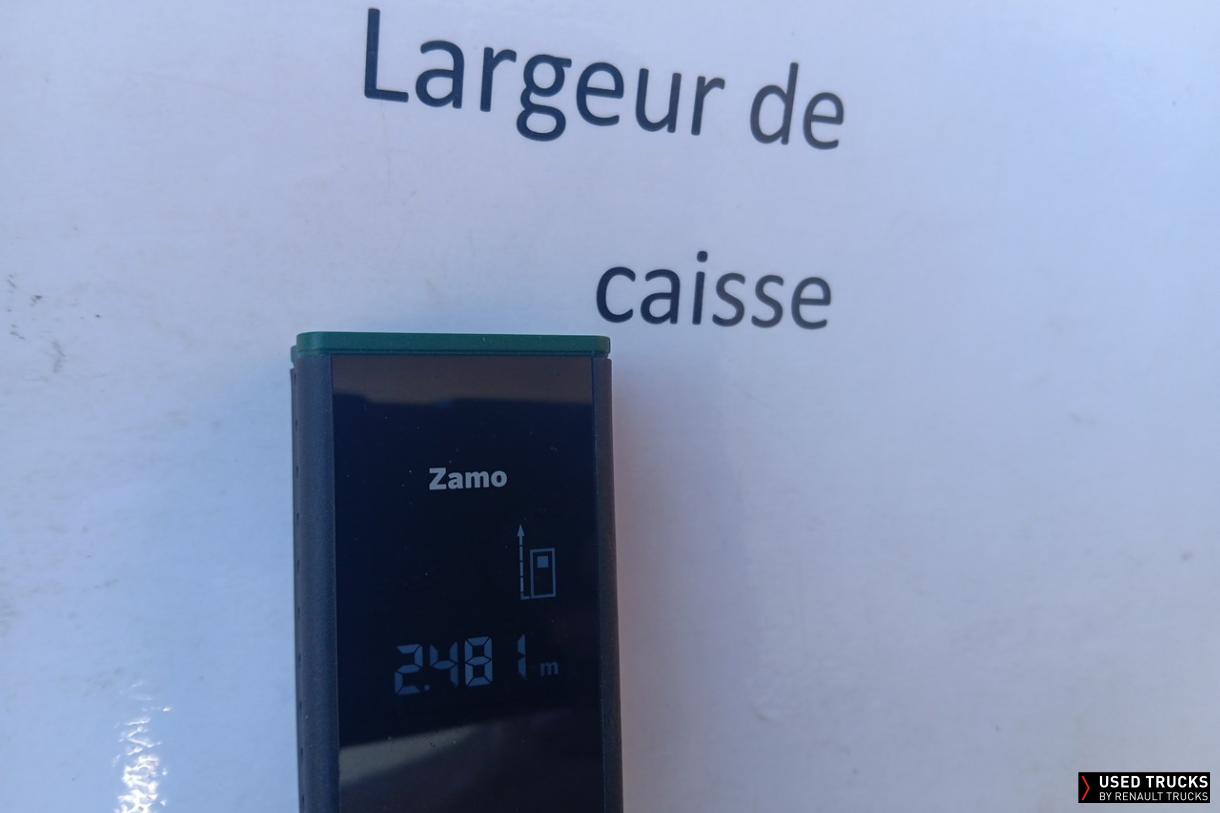 Largeur de
caisse
Zamo
2.481 m
USED TRUCKS
BY RENAULT TRUCKS